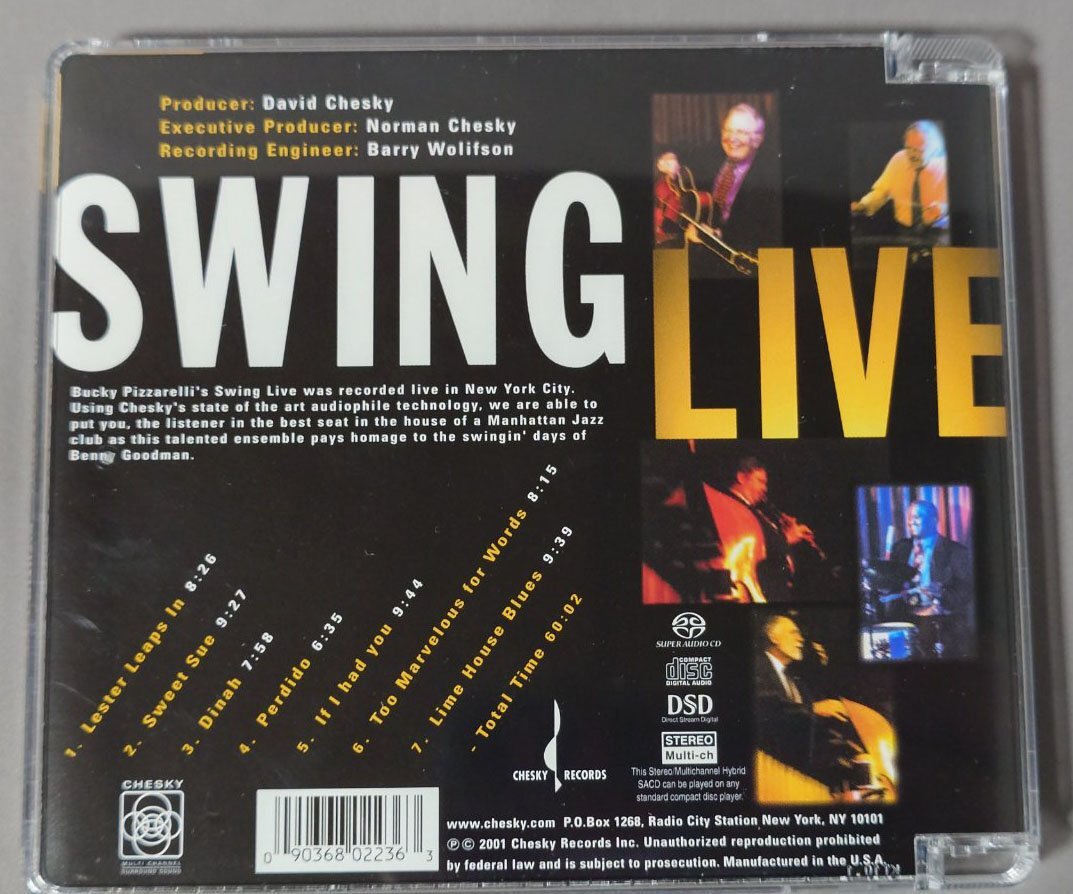 Producer: David Chesky
Executive Producer: Norman Chesky
Recording Engineer: Barry Wolifson
SWING
LIVE
Bucky Pizzarelli's Swing Live was recorded live in New York City.
Using Chesky's state of the art audiophile technology, we are able to
put you, the listener in the best seat in the house of a Manhattan Jazz
club as this talented ensemble pays homage to the swingin' days of
Benny Goodman.
1. Lester Leaps In 8:26
2. Sweet Sue 9:27
3. Dinah 7:58
4. Perdido 6:35
5. If I had you 9:44
6. Too Marvelous for Words 8:15
7. Lime House Blues 9:39
- Total Time 60:02
SUPER AUDIO CD
COMPACT
disc
DIGITAL AUDIO
DSD
Direct Stream Digital
STEREO
Multi-ch
This Stereo/Multichannel Hybrid
SACD can be played on any
standard compact disc player.
CHESKY RECORDS
CHESKY
MULTI CHANNEL
SURROUND SOUND
0 90368 02236 3
www.chesky.com P.O.Box 1268, Radio City Station New York, NY 10101
℗ © 2001 Chesky Records Inc. Unauthorized reproduction prohibited
by federal law and is subject to prosecution. Manufactured in the U.S.A.